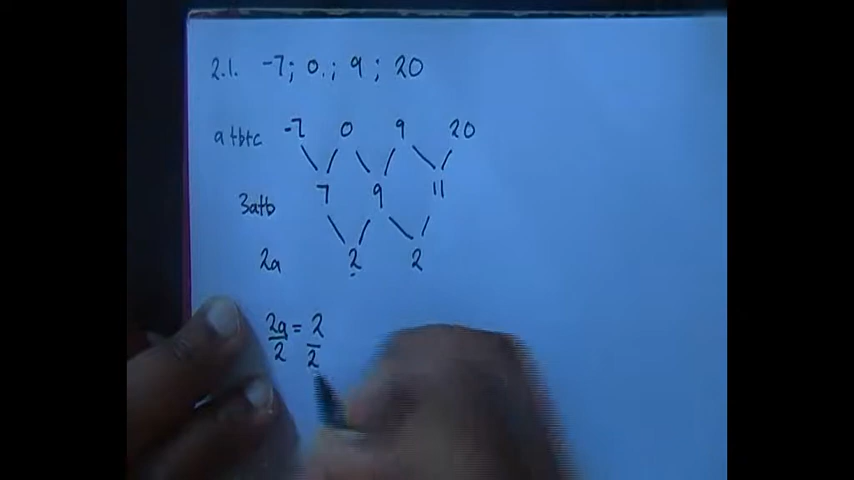 2.1. -7; 0.; 9; 20
a+b+c -7 0 9 20
7 9 11
3a+b
2a 2 2
2a/2 = 2/2